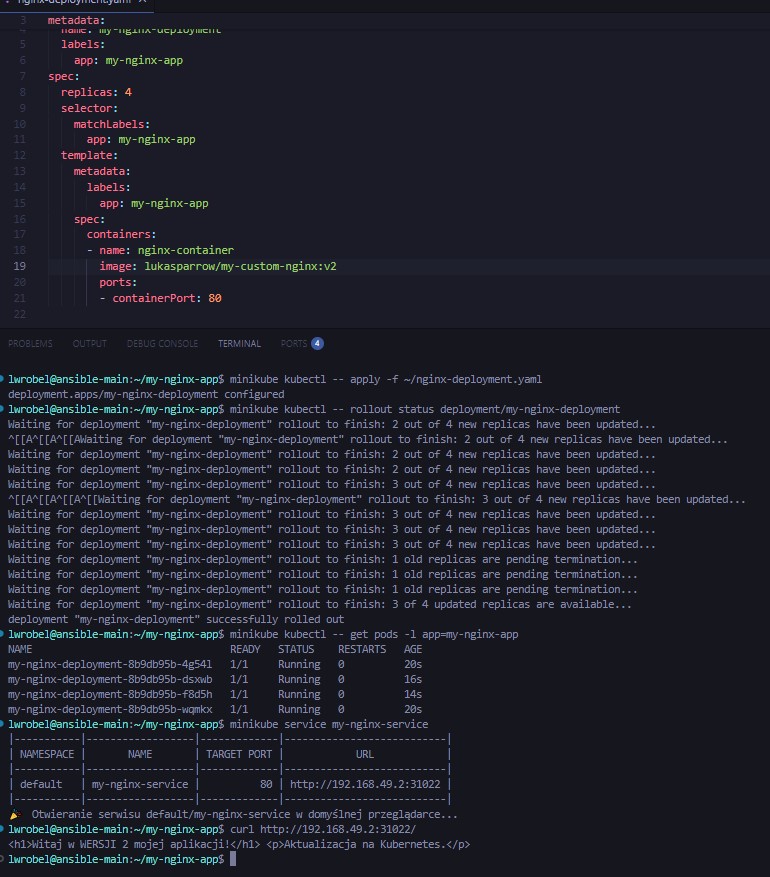 nginx-deployment.yaml
3 metadata:
4 name: my-nginx-deployment
5 labels:
6 app: my-nginx-app
7 spec:
8 replicas: 4
9 selector:
10 matchLabels:
11 app: my-nginx-app
12 template:
13 metadata:
14 labels:
15 app: my-nginx-app
16 spec:
17 containers:
18 - name: nginx-container
19 image: lukasparrow/my-custom-nginx:v2
20 ports:
21 - containerPort: 80
22
PROBLEMS OUTPUT DEBUG CONSOLE TERMINAL PORTS 4
lwrobel@ansible-main:~/my-nginx-app$ minikube kubectl -- apply -f ~/nginx-deployment.yaml
deployment.apps/my-nginx-deployment configured
lwrobel@ansible-main:~/my-nginx-app$ minikube kubectl -- rollout status deployment/my-nginx-deployment
Waiting for deployment "my-nginx-deployment" rollout to finish: 2 out of 4 new replicas have been updated...
^[[A^[[A^[[AWaiting for deployment "my-nginx-deployment" rollout to finish: 2 out of 4 new replicas have been updated...
Waiting for deployment "my-nginx-deployment" rollout to finish: 2 out of 4 new replicas have been updated...
Waiting for deployment "my-nginx-deployment" rollout to finish: 2 out of 4 new replicas have been updated...
Waiting for deployment "my-nginx-deployment" rollout to finish: 3 out of 4 new replicas have been updated...
^[[A^[[A^[[A^[[Waiting for deployment "my-nginx-deployment" rollout to finish: 3 out of 4 new replicas have been updated...
Waiting for deployment "my-nginx-deployment" rollout to finish: 3 out of 4 new replicas have been updated...
Waiting for deployment "my-nginx-deployment" rollout to finish: 3 out of 4 new replicas have been updated...
Waiting for deployment "my-nginx-deployment" rollout to finish: 3 out of 4 new replicas have been updated...
Waiting for deployment "my-nginx-deployment" rollout to finish: 1 old replicas are pending termination...
Waiting for deployment "my-nginx-deployment" rollout to finish: 1 old replicas are pending termination...
Waiting for deployment "my-nginx-deployment" rollout to finish: 3 of 4 updated replicas are available...
deployment "my-nginx-deployment" successfully rolled out
lwrobel@ansible-main:~/my-nginx-app$ minikube kubectl -- get pods -l app=my-nginx-app
NAME READY STATUS RESTARTS AGE
my-nginx-deployment-8b9db95b-4g54l 1/1 Running 0 20s
my-nginx-deployment-8b9db95b-dsxwb 1/1 Running 0 16s
my-nginx-deployment-8b9db95b-f8d5h 1/1 Running 0 14s
my-nginx-deployment-8b9db95b-wqmkx 1/1 Running 0 20s
lwrobel@ansible-main:~/my-nginx-app$ minikube service my-nginx-service
|-----------|------------------|-------------|---------------------------|
| NAMESPACE | NAME | TARGET PORT | URL |
|-----------|------------------|-------------|---------------------------|
| default | my-nginx-service | 80 | http://192.168.49.2:31022 |
|-----------|------------------|-------------|---------------------------|
🎉 Otwieranie serwisu default/my-nginx-service w domyślnej przeglądarce...
lwrobel@ansible-main:~/my-nginx-app$ curl http://192.168.49.2:31022/
<h1>Witaj w WERSJI 2 mojej aplikacji!</h1> <p>Aktualizacja na Kubernetes.</p>
lwrobel@ansible-main:~/my-nginx-app$